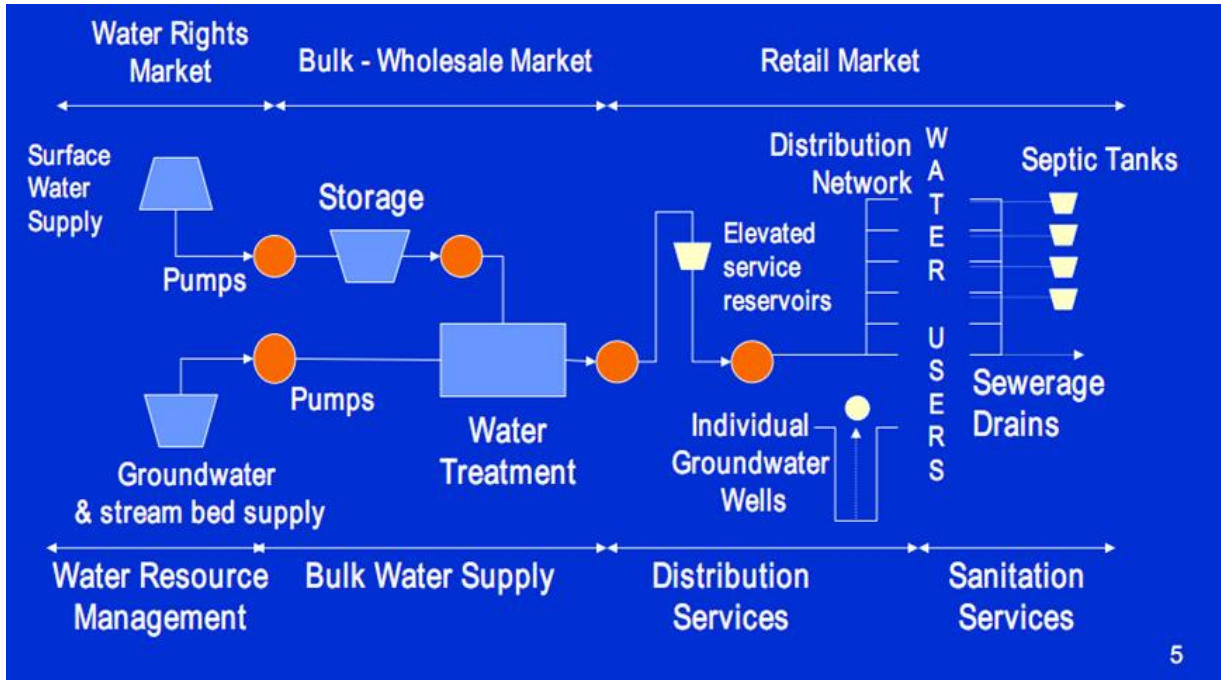 Water Rights
Market
Bulk - Wholesale Market
Retail Market
Surface
Water
Supply
Pumps
Storage
Distribution
Network
Elevated
service
reservoirs
WATER USERS
Septic Tanks
Pumps
Groundwater
& stream bed supply
Water
Treatment
Individual
Groundwater
Wells
Sewerage
Drains
Water Resource
Management
Bulk Water Supply
Distribution
Services
Sanitation
Services
5